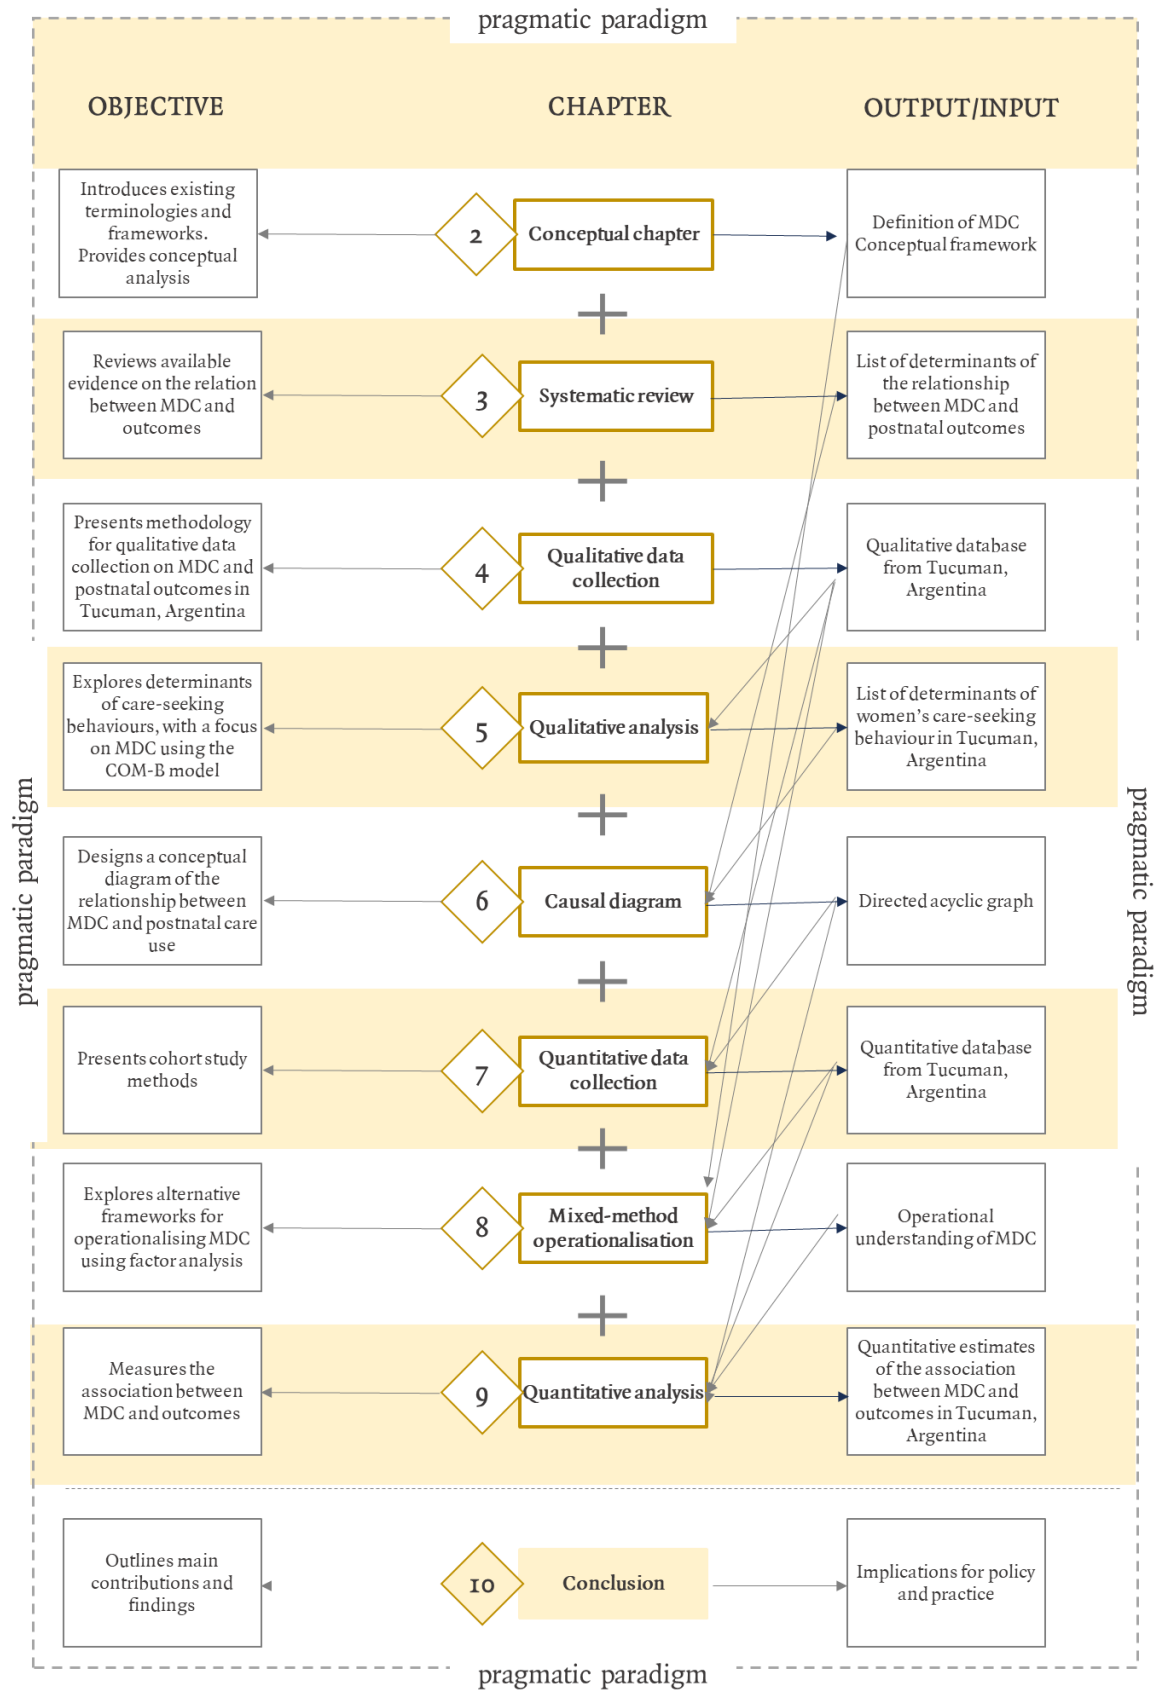 pragmatic paradigm
OBJECTIVE
CHAPTER
OUTPUT/INPUT
Introduces existing
terminologies and
frameworks.
Provides conceptual
analysis
2
Conceptual chapter
Definition of MDC
Conceptual framework
Reviews available
evidence on the relation
between MDC and
outcomes
3
Systematic review
List of determinants of
the relationship
between MDC and
postnatal outcomes
Presents methodology
for qualitative data
collection on MDC and
postnatal outcomes in
Tucuman, Argentina
4
Qualitative data
collection
Qualitative database
from Tucuman,
Argentina
Explores determinants
of care-seeking
behaviours, with a focus
on MDC using the
COM-B model
5
Qualitative analysis
List of determinants of
women's care-seeking
behaviour in Tucuman,
Argentina
pragmatic paradigm
pragmatic paradigm
Designs a conceptual
diagram of the
relationship between
MDC and postnatal care
use
6
Causal diagram
Directed acyclic graph
Presents cohort study
methods
7
Quantitative data
collection
Quantitative database
from Tucuman,
Argentina
Explores alternative
frameworks for
operationalising MDC
using factor analysis
8
Mixed-method
operationalisation
Operational
understanding of MDC
Measures the
association between
MDC and outcomes
9
Quantitative analysis
Quantitative estimates
of the association
between MDC and
outcomes in Tucuman,
Argentina
Outlines main
contributions and
findings
10
Conclusion
Implications for policy
and practice
pragmatic paradigm